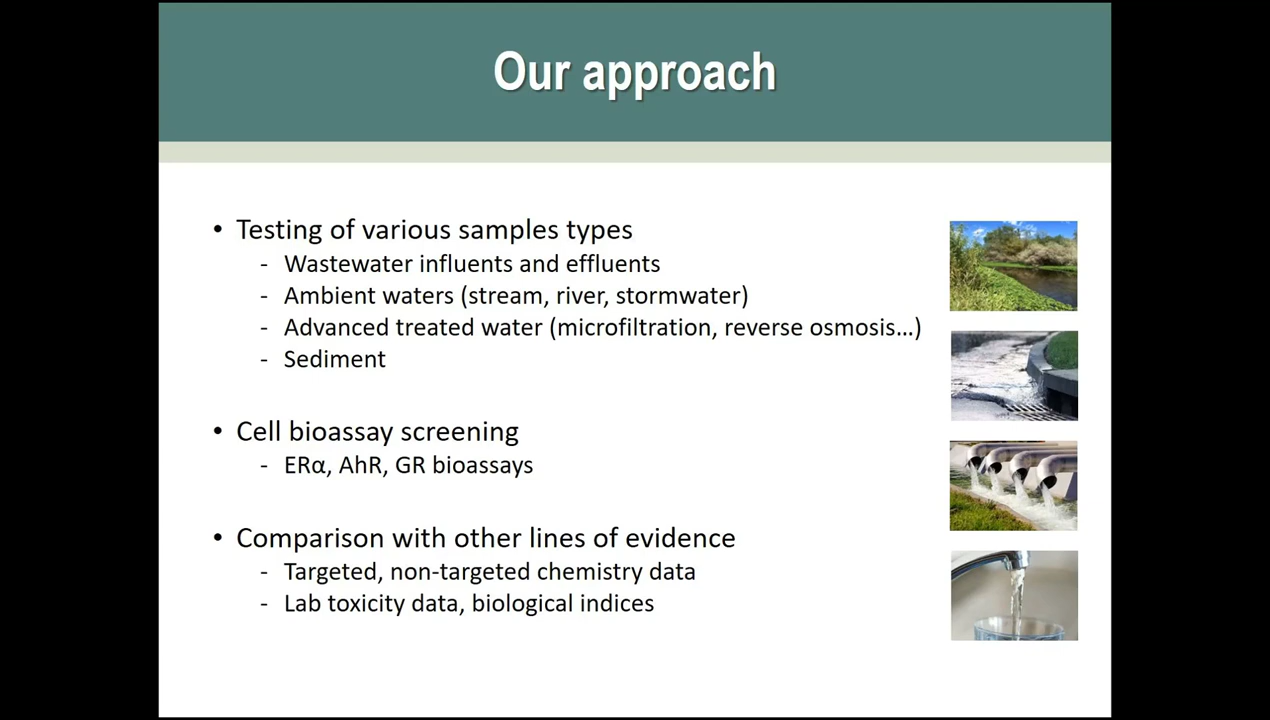 Our approach
• Testing of various samples types
- Wastewater influents and effluents
- Ambient waters (stream, river, stormwater)
- Advanced treated water (microfiltration, reverse osmosis…)
- Sediment
• Cell bioassay screening
- ERα, AhR, GR bioassays
• Comparison with other lines of evidence
- Targeted, non-targeted chemistry data
- Lab toxicity data, biological indices